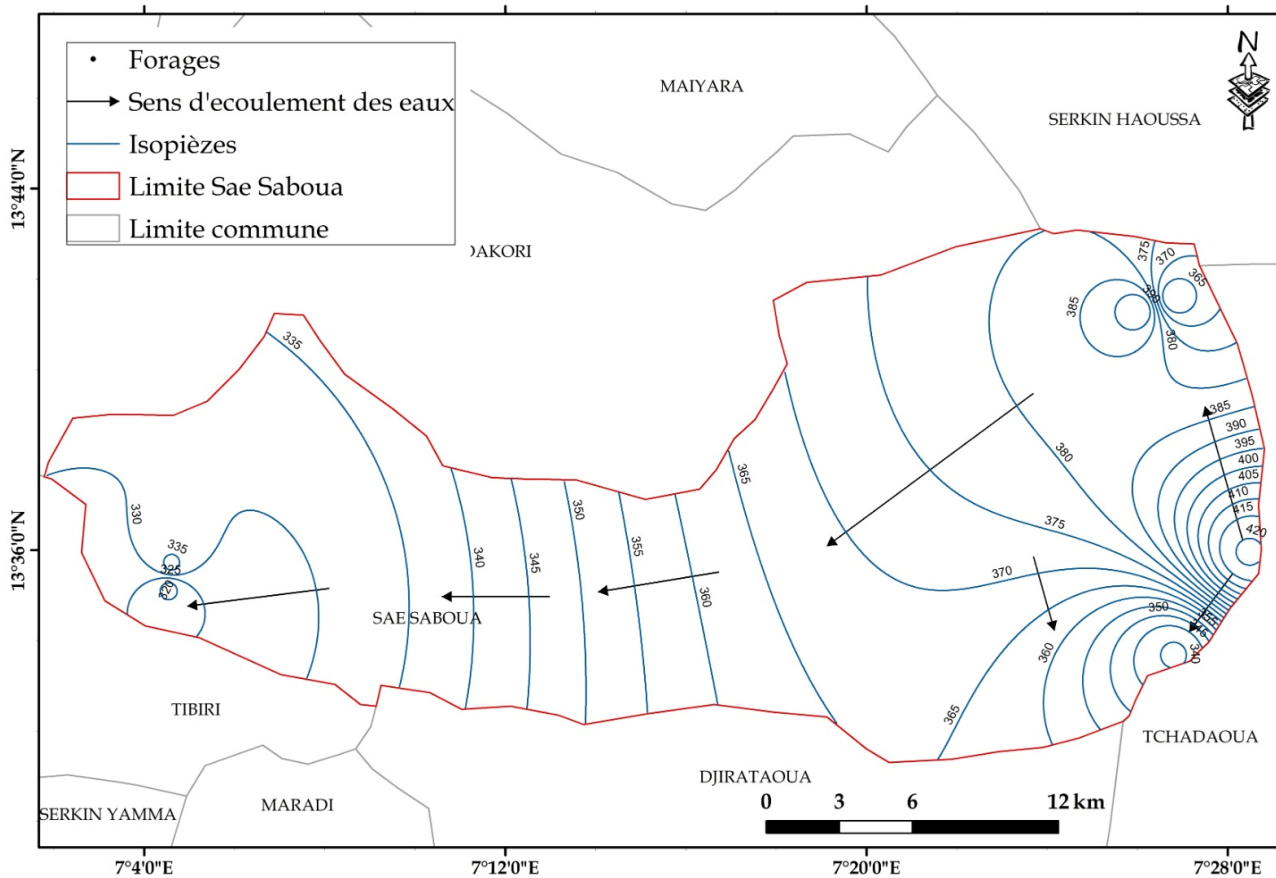 Forages
Sens d'ecoulement des eaux
Isopièzes
Limite Sae Saboua
Limite commune
N
MAIYARA
SERKIN HAOUSSA
DAKORI
SAE SABOUA
TIBIRI
MARADI
SERKIN YAMMA
DJIRATAOUA
TCHADAOUA
335
330
335
325
320
340
345
350
355
360
365
370
375
380
385
390
380
375
370
365
385
390
395
400
405
410
415
420
365
360
350
340
0 3 6 12 km
13°44'0"N
13°36'0"N
7°4'0"E
7°12'0"E
7°20'0"E
7°28'0"E